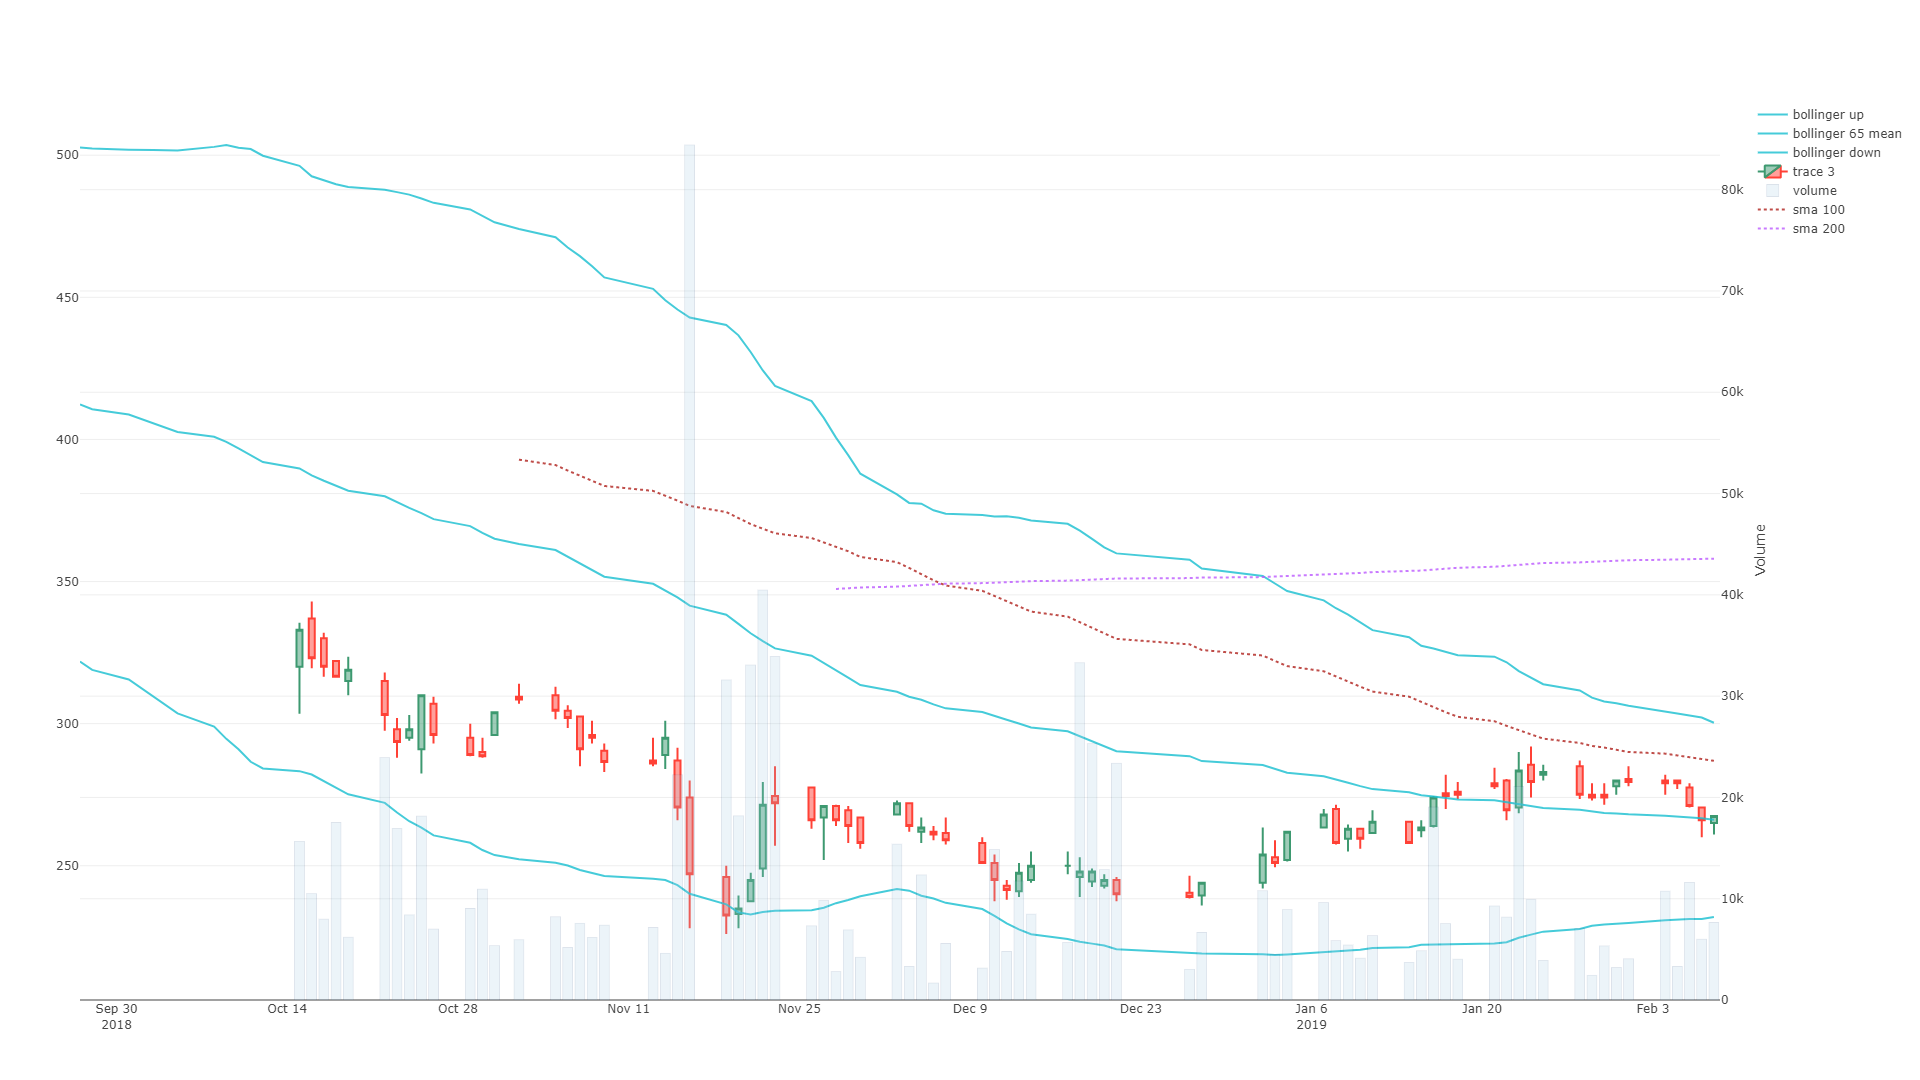 bollinger up
bollinger 65 mean
bollinger down
trace 3
volume
sma 100
sma 200
500
450
400
350
300
250
80k
70k
60k
50k
40k
30k
20k
10k
0
Volume
Sep 30
2018
Oct 14
Oct 28
Nov 11
Nov 25
Dec 9
Dec 23
Jan 6
2019
Jan 20
Feb 3